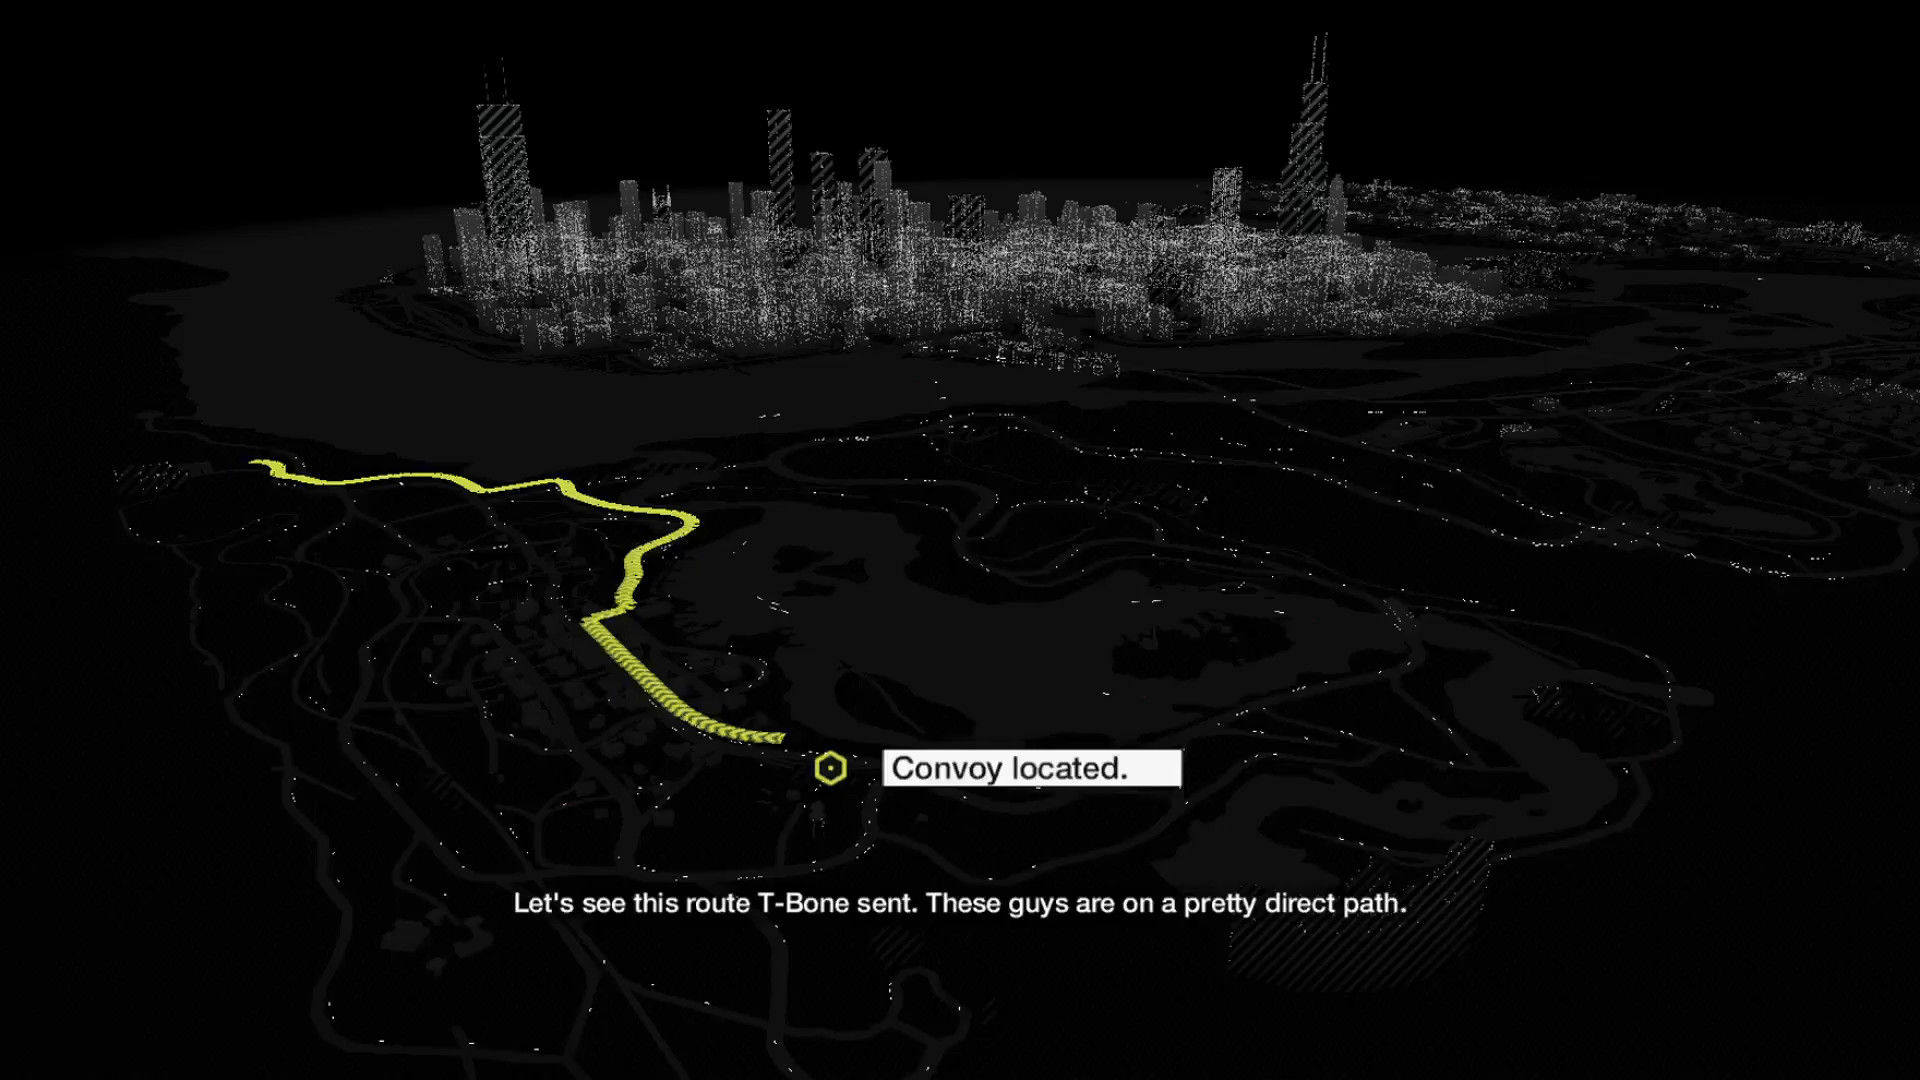 Convoy located.
Let's see this route T-Bone sent. These guys are on a pretty direct path.